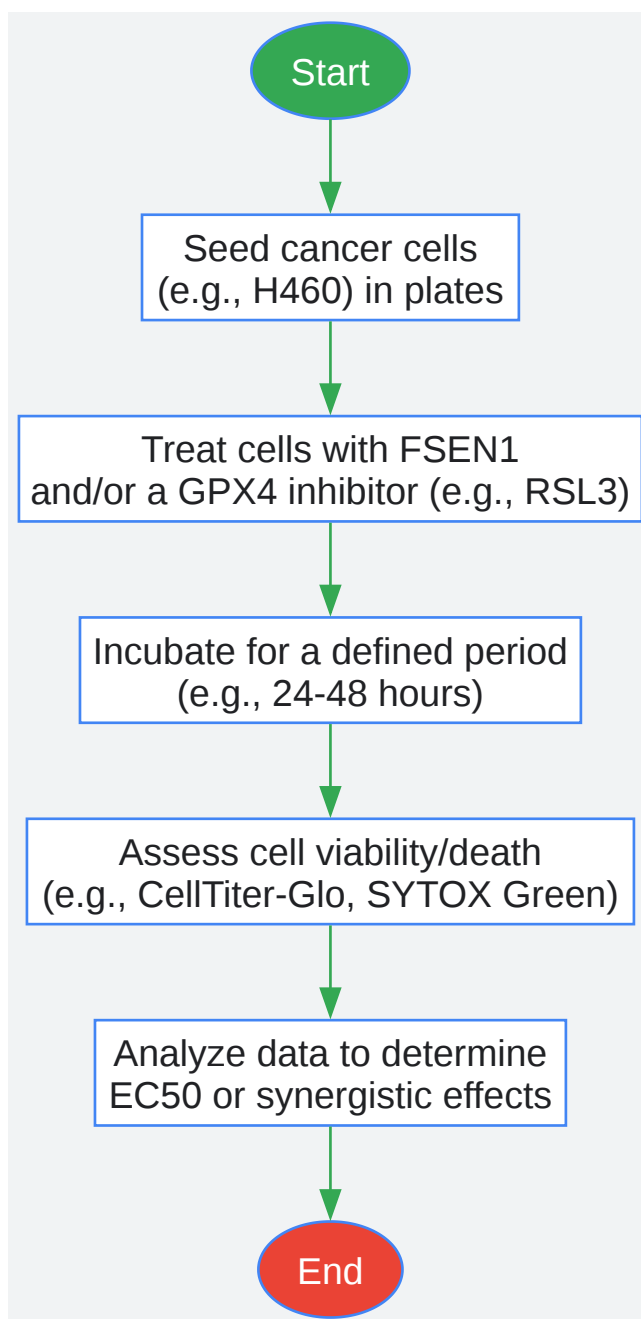 Start
Seed cancer cells
(e.g., H460) in plates
Treat cells with FSEN1
and/or a GPX4 inhibitor (e.g., RSL3)
Incubate for a defined period
(e.g., 24-48 hours)
Assess cell viability/death
(e.g., CellTiter-Glo, SYTOX Green)
Analyze data to determine
EC50 or synergistic effects
End